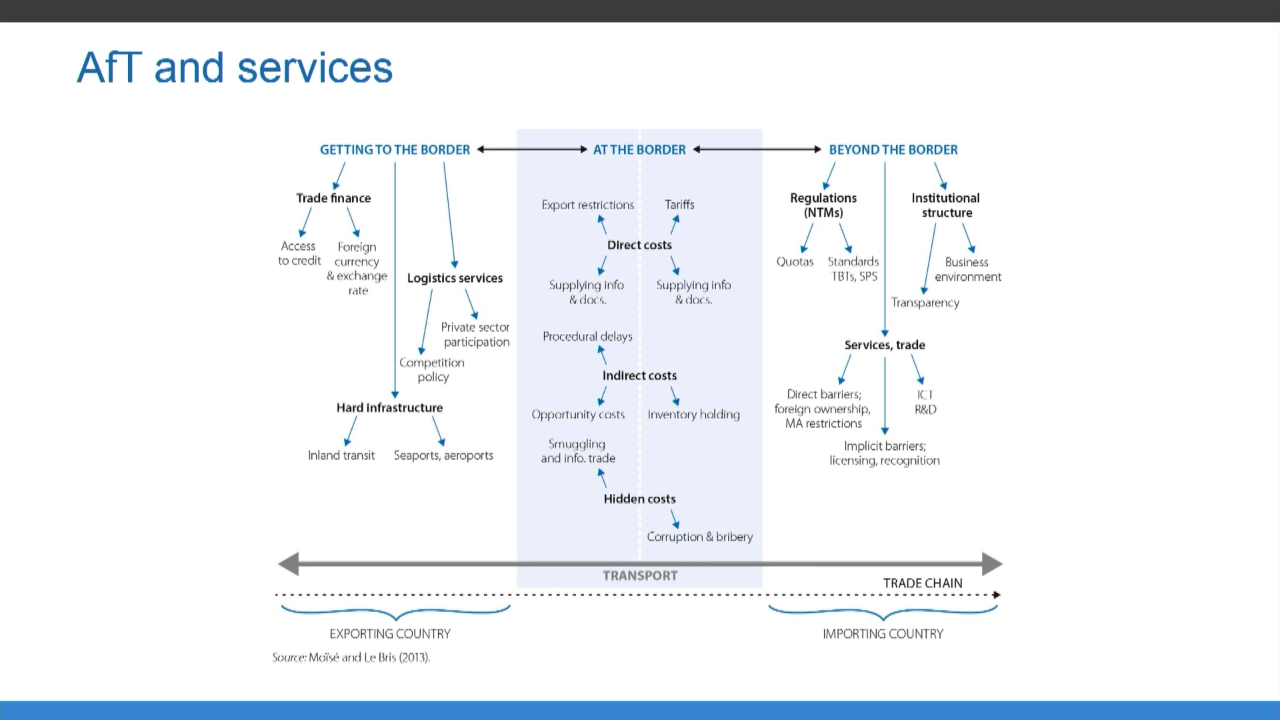 AfT and services
GETTING TO THE BORDER
AT THE BORDER
BEYOND THE BORDER
Trade finance
Access
to credit
Foreign
currency
& exchange
rate
Logistics services
Private sector
participation
Competition
policy
Hard infrastructure
Inland transit
Seaports, aeroports
Export restrictions
Tariffs
Direct costs
Supplying info
& docs.
Supplying info
& docs.
Procedural delays
Indirect costs
Opportunity costs
Inventory holding
Smuggling
and info. trade
Hidden costs
Corruption & bribery
Regulations
(NTMs)
Quotas
Standards
TBTs, SPS
Institutional
structure
Business
environment
Transparency
Services, trade
Direct barriers;
foreign ownership,
MA restrictions
ICT
R&D
Implicit barriers;
licensing, recognition
TRANSPORT
TRADE CHAIN
EXPORTING COUNTRY
IMPORTING COUNTRY
Source: Moïsé and Le Bris (2013).